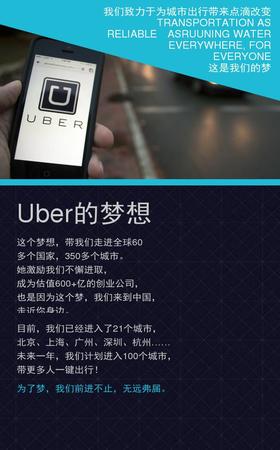 我们致力于为城市出行带来点滴改变
TRANSPORTATION AS
RELIABLE ASRUUNING WATER
EVERYWHERE, FOR
EVERYONE
这是我们的梦
U
UBER
Uber的梦想
这个梦想，带我们走进全球60
多个国家，350多个城市。
她激励我们不懈进取，
成为估值600+亿的创业公司，
也是因为这个梦，我们来到中国，
走近你身边。
目前，我们已经进入了21个城市，
北京、上海、广州、深圳、杭州……
未来一年，我们计划进入100个城市，
带更多人一键出行！
为了梦，我们前进不止，无远弗届。